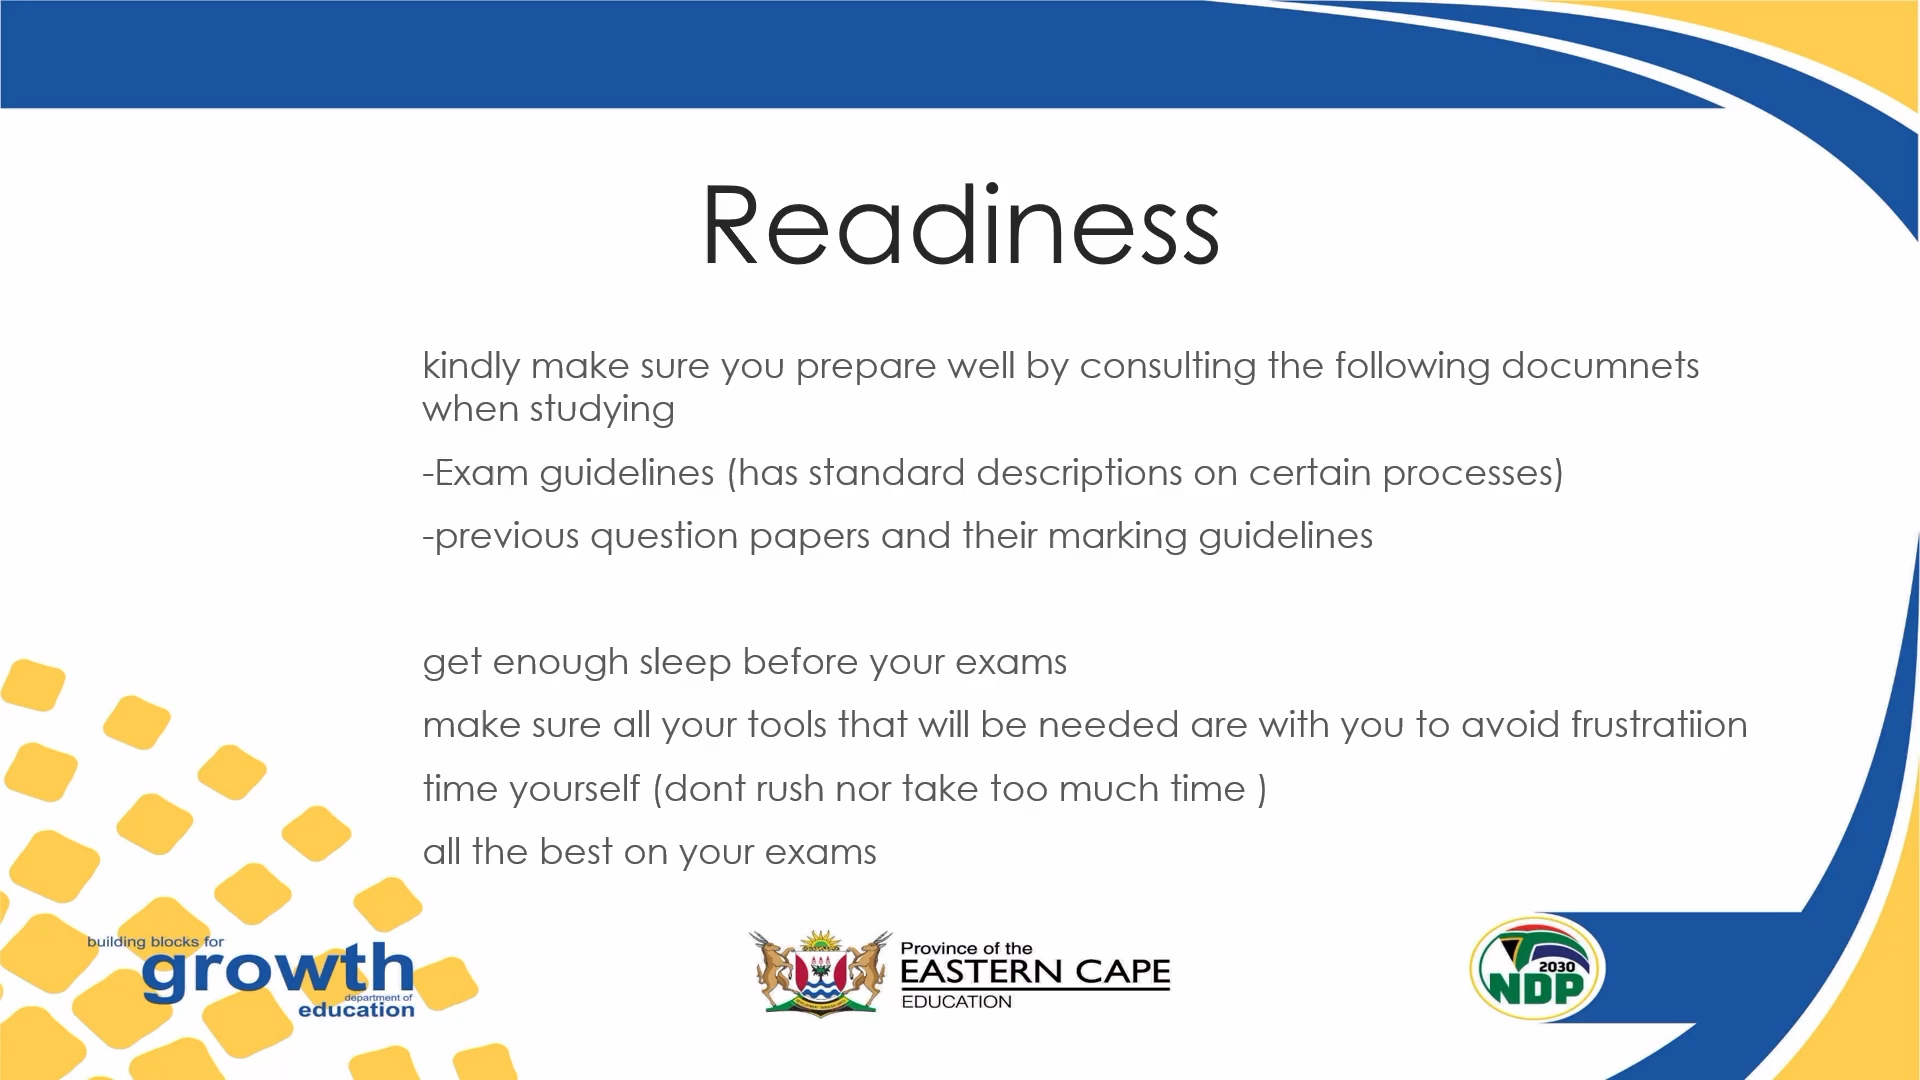 Readiness
kindly make sure you prepare well by consulting the following documnets
when studying
-Exam guidelines (has standard descriptions on certain processes)
-previous question papers and their marking guidelines
get enough sleep before your exams
make sure all your tools that will be needed are with you to avoid frustratiion
time yourself (dont rush nor take too much time )
all the best on your exams
building blocks for
growth
department of
education
Province of the
EASTERN CAPE
EDUCATION
2030
NDP